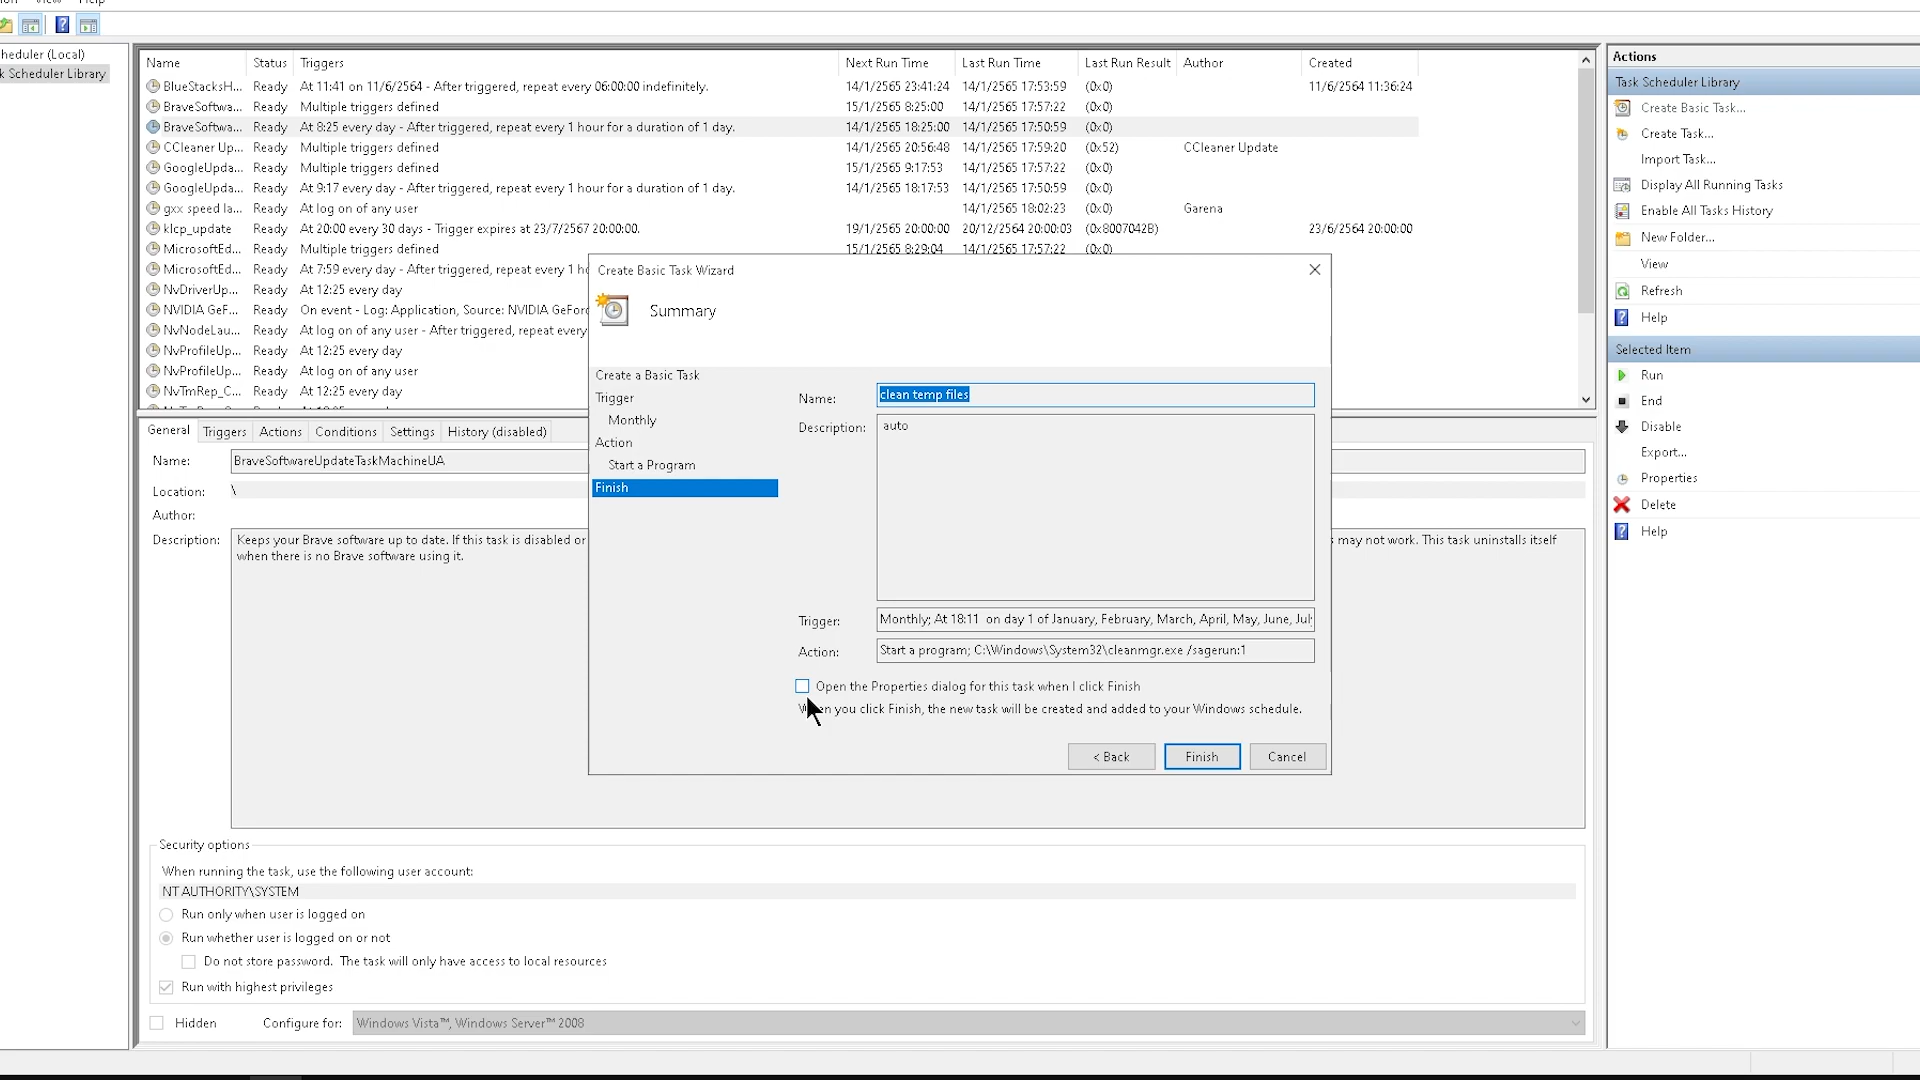 View Help
heduler (Local)
k Scheduler Library
Name Status Triggers Next Run Time Last Run Time Last Run Result Author Created
BlueStacksH... Ready At 11:41 on 11/6/2564 - After triggered, repeat every 06:00:00 indefinitely. 14/1/2565 23:41:24 14/1/2565 17:53:59 (0x0) 11/6/2564 11:36:24
BraveSoftwa... Ready Multiple triggers defined 15/1/2565 8:25:00 14/1/2565 17:57:22 (0x0)
BraveSoftwa... Ready At 8:25 every day - After triggered, repeat every 1 hour for a duration of 1 day. 14/1/2565 18:25:00 14/1/2565 17:50:59 (0x0)
CCleaner Up... Ready Multiple triggers defined 14/1/2565 20:56:48 14/1/2565 17:59:20 (0x52) CCleaner Update
GoogleUpda... Ready Multiple triggers defined 15/1/2565 9:17:53 14/1/2565 17:57:22 (0x0)
GoogleUpda... Ready At 9:17 every day - After triggered, repeat every 1 hour for a duration of 1 day. 14/1/2565 18:17:53 14/1/2565 17:50:59 (0x0)
gxx speed la... Ready At log on of any user 14/1/2565 18:02:23 (0x0) Garena
klcp_update Ready At 20:00 every 30 days - Trigger expires at 23/7/2567 20:00:00. 19/1/2565 20:00:00 20/12/2564 20:00:03 (0x8007042B) 23/6/2564 20:00:00
MicrosoftEd... Ready Multiple triggers defined 15/1/2565 8:29:04 14/1/2565 17:57:22 (0x0)
MicrosoftEd... Ready At 7:59 every day - After triggered, repeat every 1 h
NvDriverUp... Ready At 12:25 every day
NVIDIA GeF... Ready On event - Log: Application, Source: NVIDIA GeForc
NvNodeLau... Ready At log on of any user - After triggered, repeat every
NvProfileUp... Ready At 12:25 every day
NvProfileUp... Ready At log on of any user
NvTmRep_C... Ready At 12:25 every day
General Triggers Actions Conditions Settings History (disabled)
Name: BraveSoftwareUpdateTaskMachineUA
Location: \
Author:
Description: Keeps your Brave software up to date. If this task is disabled or
s may not work. This task uninstalls itself
when there is no Brave software using it.
Security options
When running the task, use the following user account:
NT AUTHORITY\SYSTEM
Run only when user is logged on
Run whether user is logged on or not
Do not store password. The task will only have access to local resources
Run with highest privileges
Hidden Configure for: Windows Vista™, Windows Server™ 2008
Create Basic Task Wizard
Summary
Create a Basic Task
Trigger
Monthly
Action
Start a Program
Finish
Name: clean temp files
Description: auto
Trigger: Monthly; At 18:11 on day 1 of January, February, March, April, May, June, July
Action: Start a program; C:\Windows\System32\cleanmgr.exe /sagerun:1
Open the Properties dialog for this task when I click Finish
When you click Finish, the new task will be created and added to your Windows schedule.
< Back Finish Cancel
Actions
Task Scheduler Library
Create Basic Task...
Create Task...
Import Task...
Display All Running Tasks
Enable All Tasks History
New Folder...
View
Refresh
Help
Selected Item
Run
End
Disable
Export...
Properties
Delete
Help